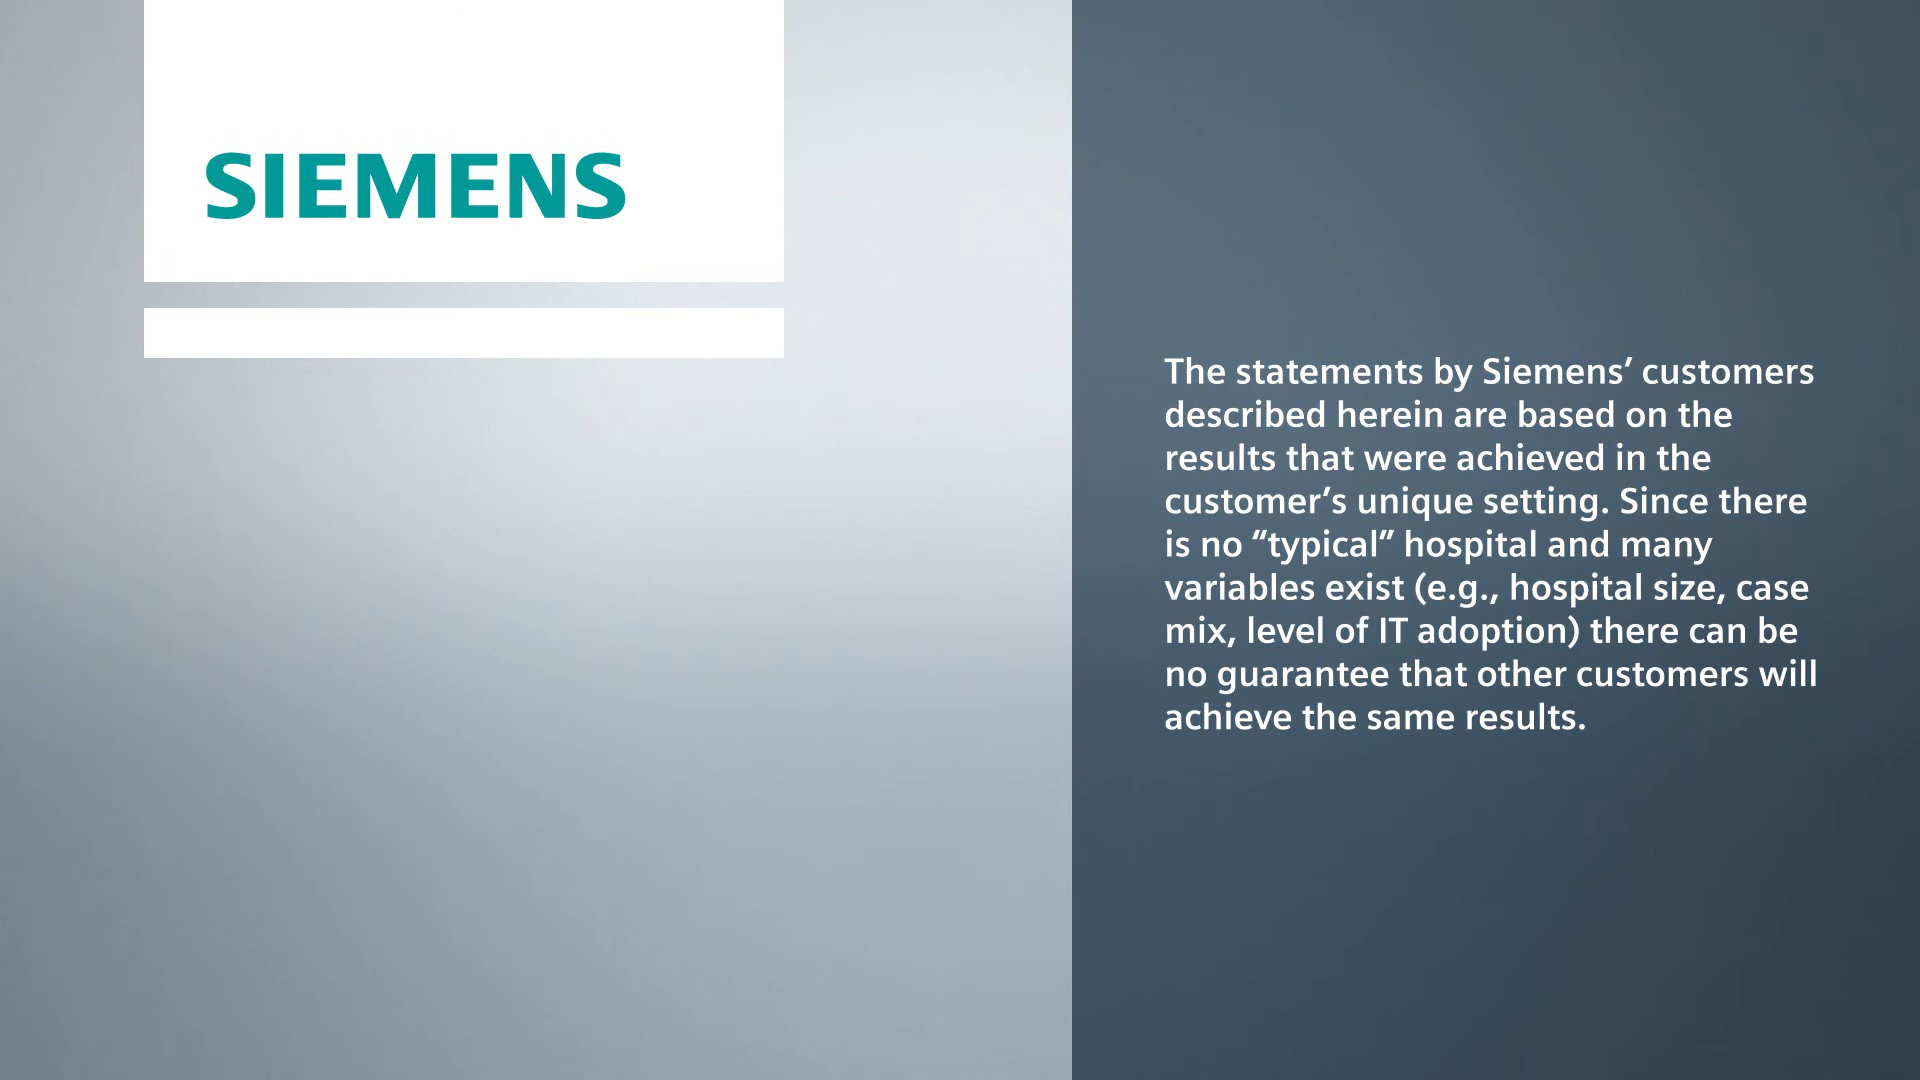 SIEMENS
The statements by Siemens’ customers
described herein are based on the
results that were achieved in the
customer’s unique setting. Since there
is no “typical” hospital and many
variables exist (e.g., hospital size, case
mix, level of IT adoption) there can be
no guarantee that other customers will
achieve the same results.